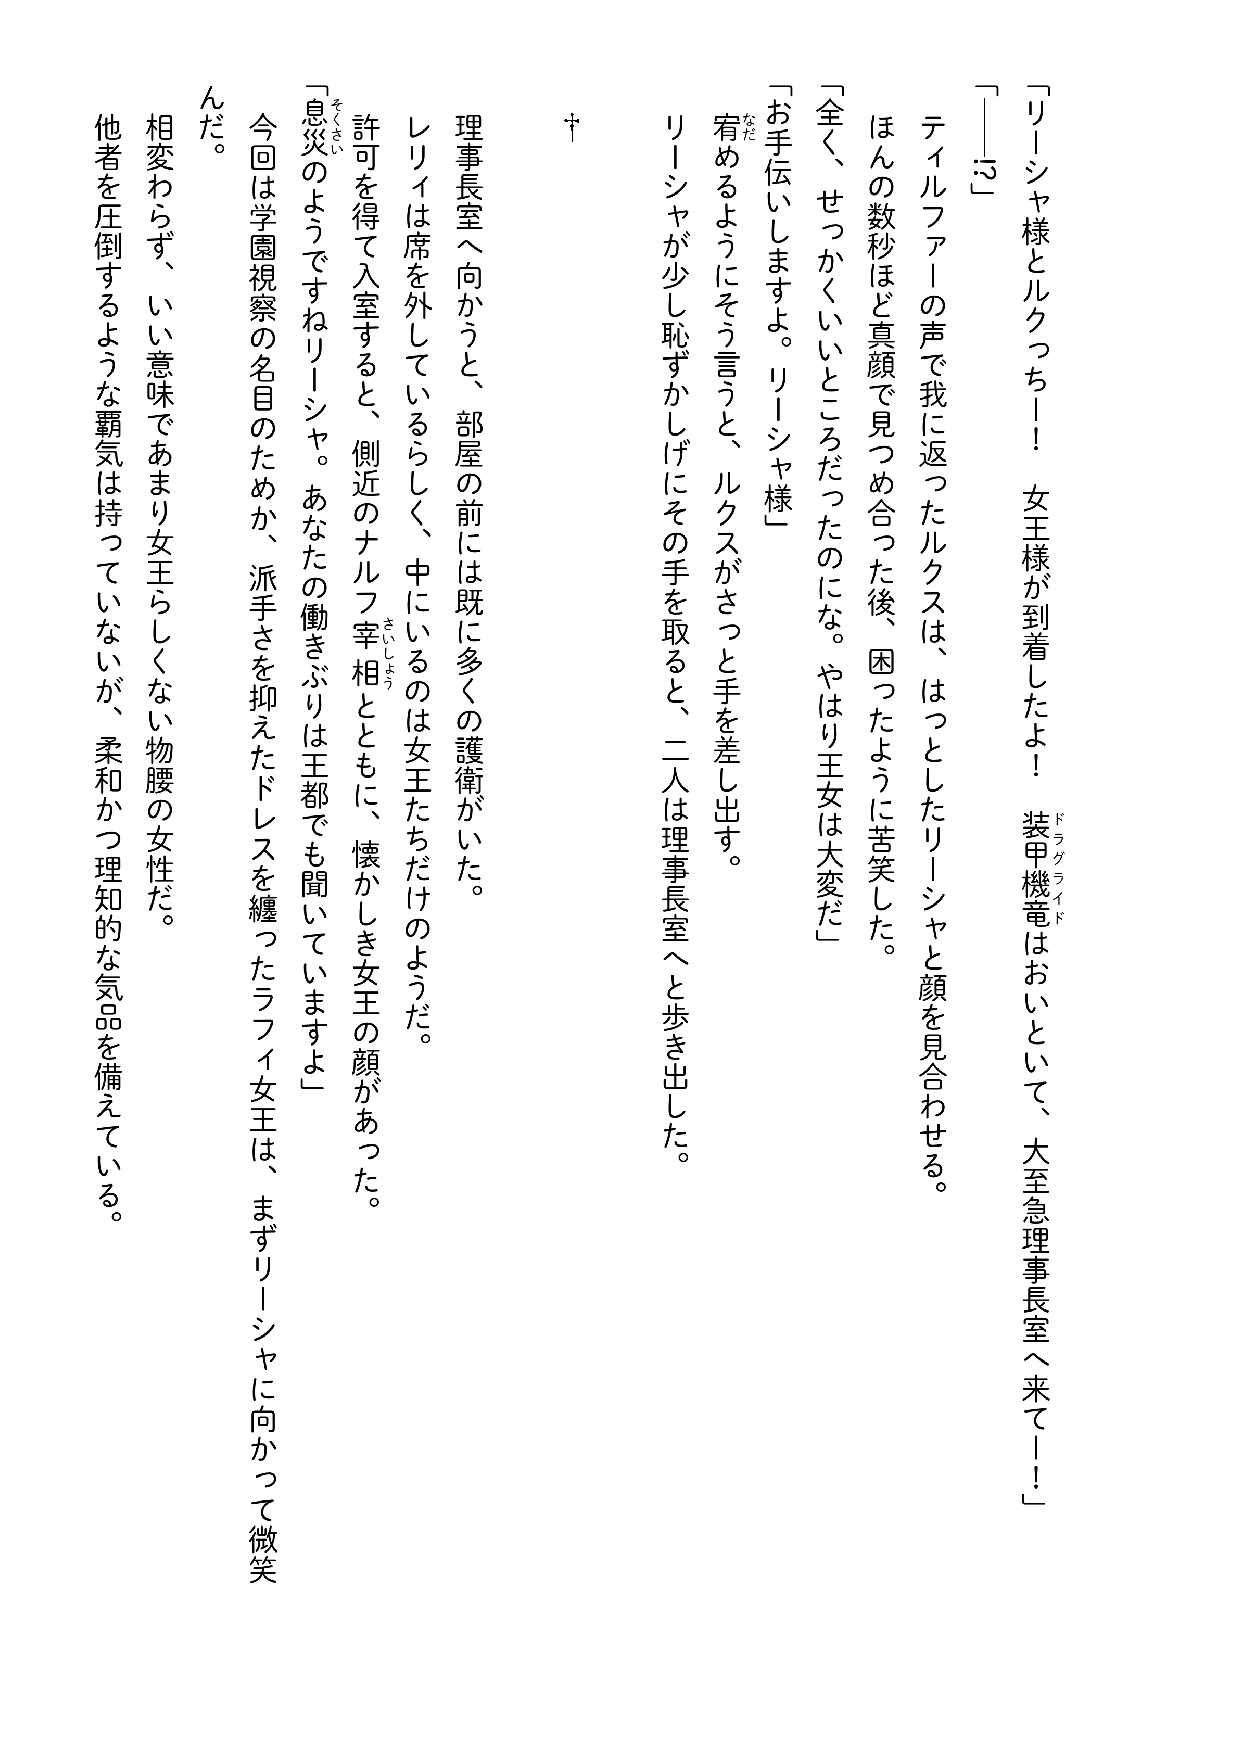 「リーシャ様とルクっちー！　女王様が到着したよ！　装甲機竜はおいといて、大至急理事長室へ来てー！」
ドラグライド
「――!?」
ティルファーの声で我に返ったルクスは、はっとしたリーシャと顔を見合わせる。
ほんの数秒ほど真顔で見つめ合った後、困ったように苦笑した。
「全く、せっかくいいところだったのにな。やはり王女は大変だ」
「お手伝いしますよ。リーシャ様」
宥めるようにそう言うと、ルクスがさっと手を差し出す。
なだ
リーシャが少し恥ずかしげにその手を取ると、二人は理事長室へと歩き出した。
†
理事長室へ向かうと、部屋の前には既に多くの護衛がいた。
レリィは席を外しているらしく、中にいるのは女王たちだけのようだ。
許可を得て入室すると、側近のナルフ宰相とともに、懐かしき女王の顔があった。
さいしょう
「息災のようですねリーシャ。あなたの働きぶりは王都でも聞いていますよ」
そくさい
今回は学園視察の名目のためか、派手さを抑えたドレスを纏ったラフィ女王は、まずリーシャに向かって微笑
んだ。
相変わらず、いい意味であまり女王らしくない物腰の女性だ。
他者を圧倒するような覇気は持っていないが、柔和かつ理知的な気品を備えている。